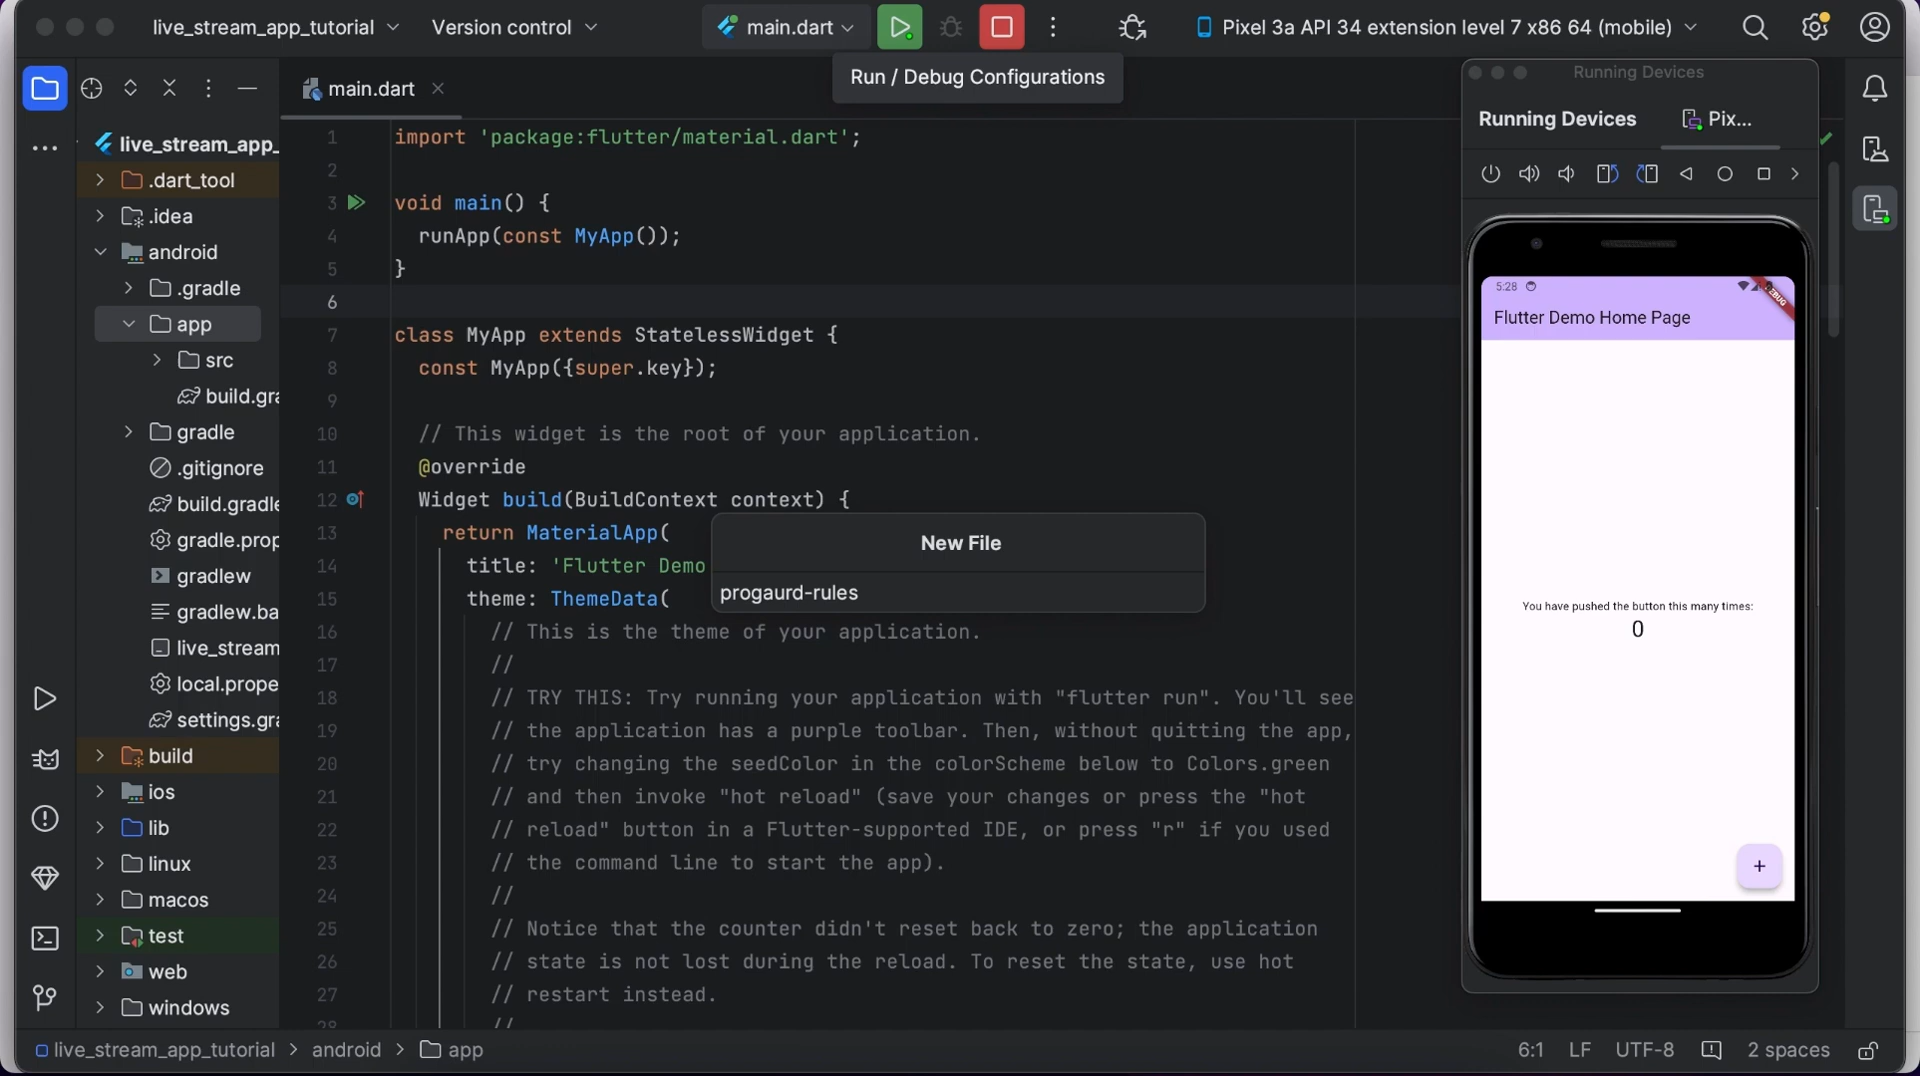 live_stream_app_tutorial
Version control
main.dart
Pixel 3a API 34 extension level 7 x86 64 (mobile)
Run / Debug Configurations
main.dart
live_stream_app_
.dart_tool
.idea
android
.gradle
app
src
build.gra
gradle
.gitignore
build.gradle
gradle.prop
gradlew
gradlew.ba
live_stream
local.prope
settings.gra
build
ios
lib
linux
macos
test
web
windows
1 import 'package:flutter/material.dart';
2
3 void main() {
4 runApp(const MyApp());
5 }
6
7 class MyApp extends StatelessWidget {
8 const MyApp({super.key});
9
10 // This widget is the root of your application.
11 @override
12 Widget build(BuildContext context) {
13 return MaterialApp(
14 title: 'Flutter Demo
15 theme: ThemeData(
16 // This is the theme of your application.
17 //
18 // TRY THIS: Try running your application with "flutter run". You'll see
19 // the application has a purple toolbar. Then, without quitting the app,
20 // try changing the seedColor in the colorScheme below to Colors.green
21 // and then invoke "hot reload" (save your changes or press the "hot
22 // reload" button in a Flutter-supported IDE, or press "r" if you used
23 // the command line to start the app).
24 //
25 // Notice that the counter didn't reset back to zero; the application
26 // state is not lost during the reload. To reset the state, use hot
27 // restart instead.
28 //
New File
progaurd-rules
Running Devices
Running Devices
Pix...
5:28
DEBUG
Flutter Demo Home Page
You have pushed the button this many times:
0
+
live_stream_app_tutorial > android > app
6:1 LF UTF-8 2 spaces